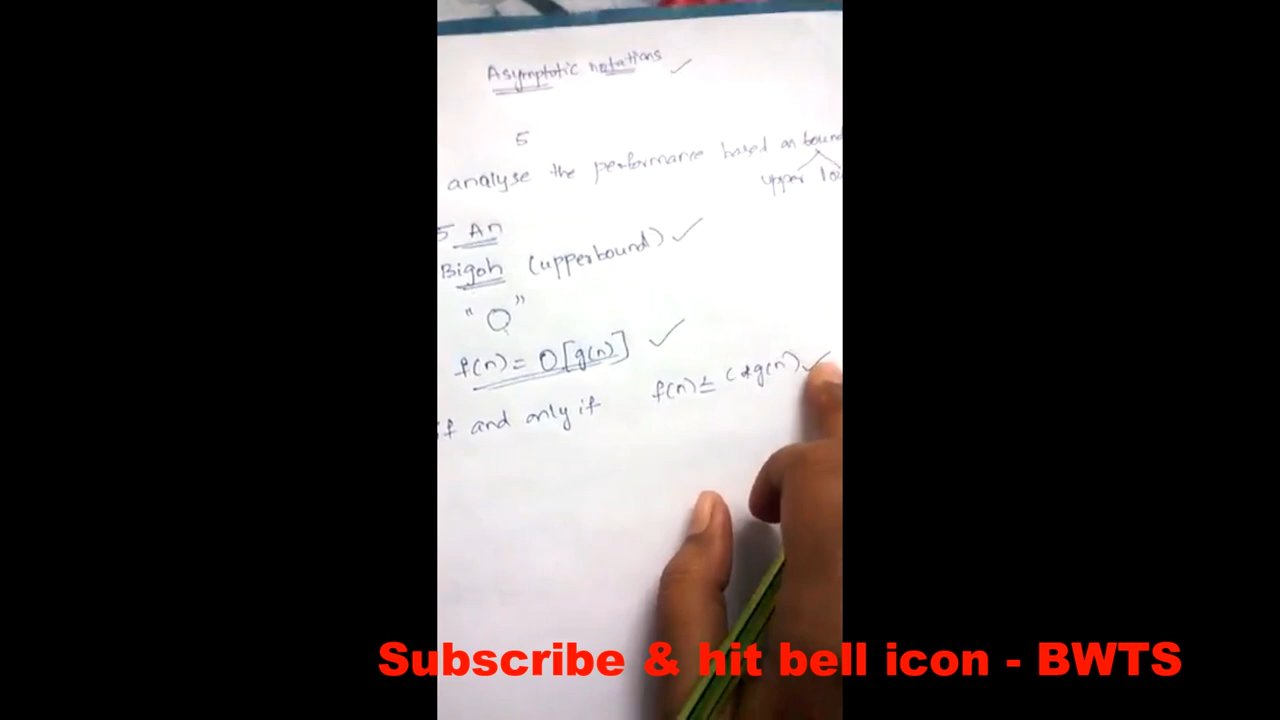 Asymptotic notations
5
analyse the performance based on bound
upper
5 An
Bigoh (upperbound)
"O"
f(n) = O[g(n)]
if and only if f(n) ≤ C*g(n)
Subscribe & hit bell icon - BWTS